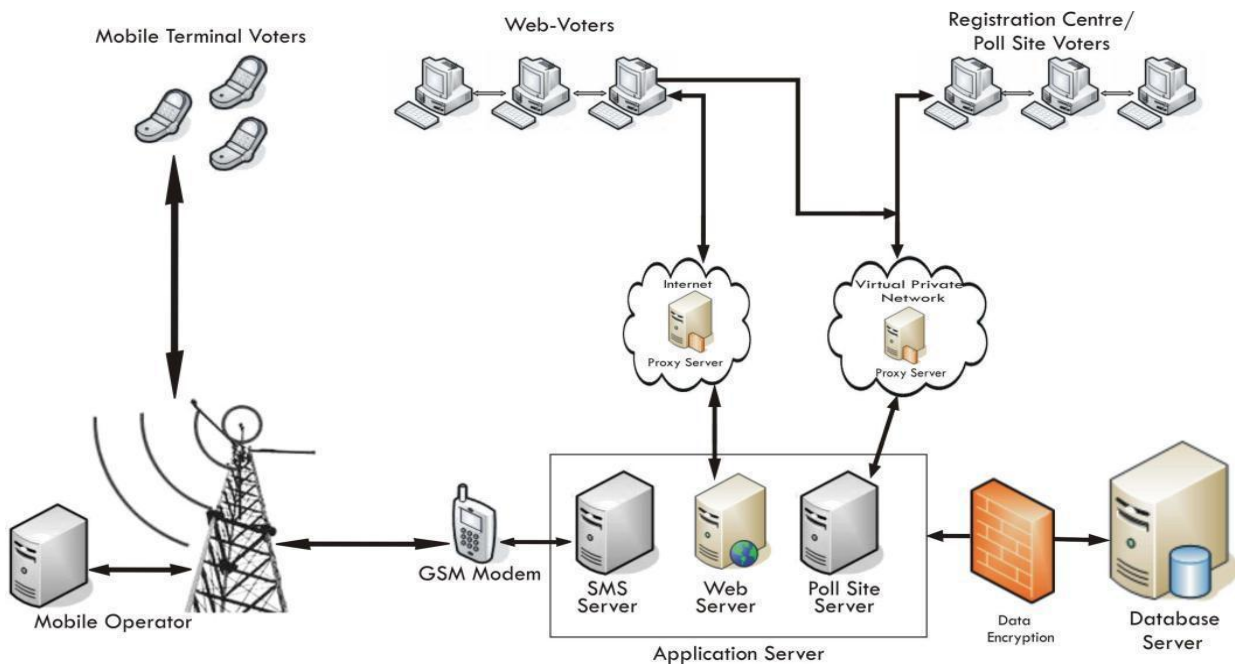 Mobile Terminal Voters
Web-Voters
Registration Centre/
Poll Site Voters
Internet
Proxy Server
Virtual Private
Network
Proxy Server
Mobile Operator
GSM Modem
SMS
Server
Web
Server
Poll Site
Server
Application Server
Data
Encryption
Database
Server